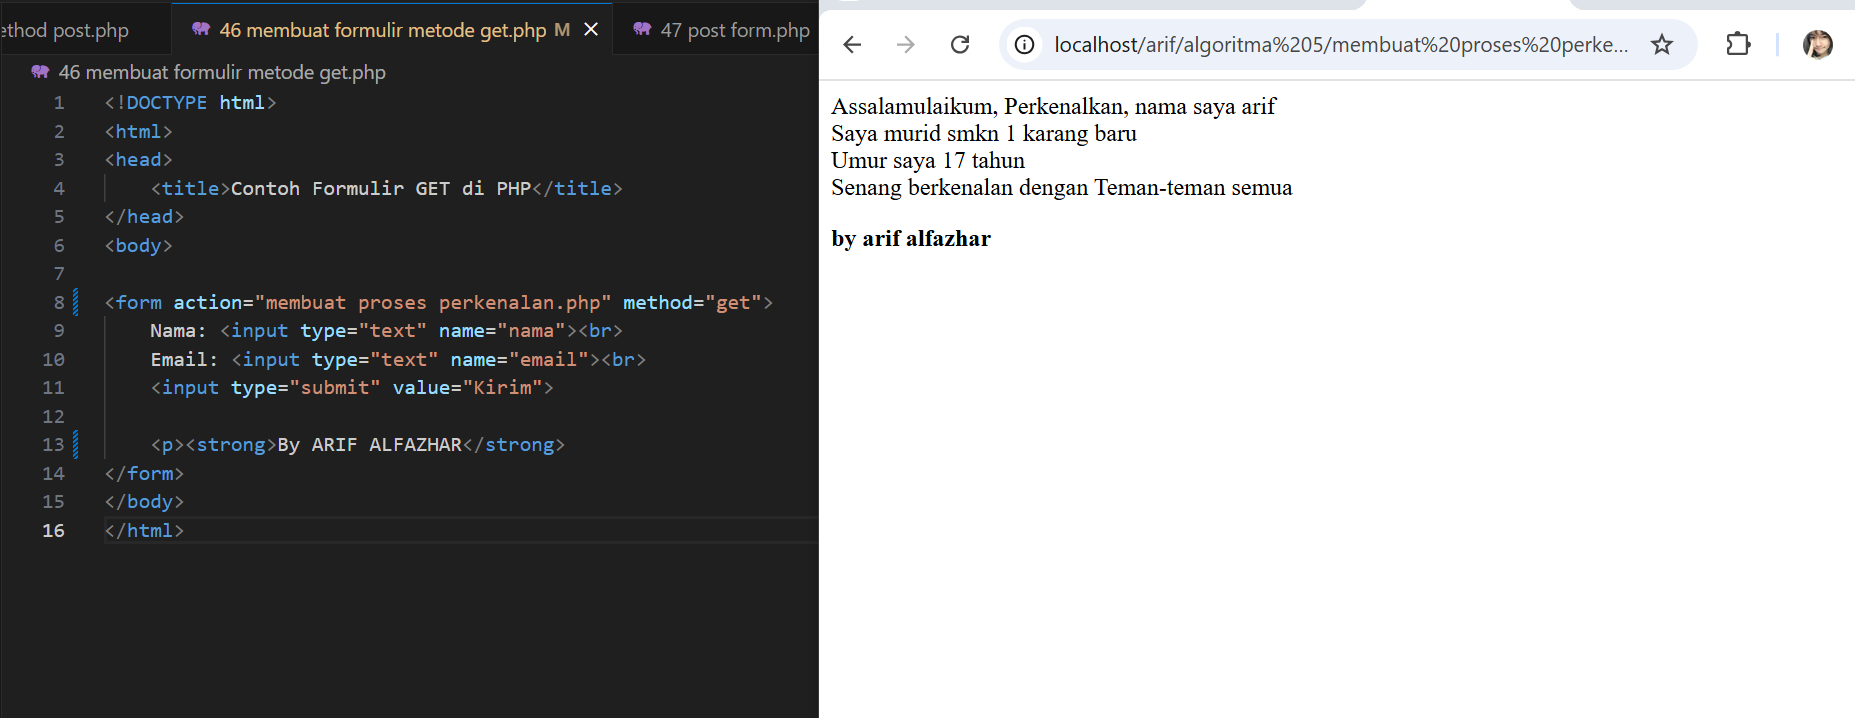 ethod post.php
46 membuat formulir metode get.php M
47 post form.php
46 membuat formulir metode get.php
1 <!DOCTYPE html>
2 <html>
3 <head>
4 <title>Contoh Formulir GET di PHP</title>
5 </head>
6 <body>
7
8 <form action="membuat proses perkenalan.php" method="get">
9 Nama: <input type="text" name="nama"><br>
10 Email: <input type="text" name="email"><br>
11 <input type="submit" value="Kirim">
12
13 <p><strong>By ARIF ALFAZHAR</strong>
14 </form>
15 </body>
16 </html>
localhost/arif/algoritma%205/membuat%20proses%20perke...
Assalamulaikum, Perkenalkan, nama saya arif
Saya murid smkn 1 karang baru
Umur saya 17 tahun
Senang berkenalan dengan Teman-teman semua
by arif alfazhar